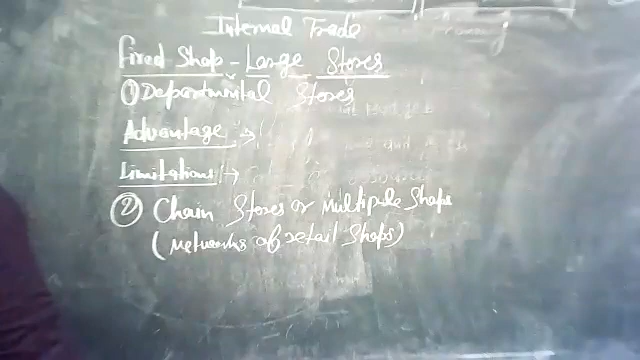 Internal Trade
Fixed Shop - Large Stores
① Departmental Stores
Advantage :→
Limitations :→
② Chain Stores or Multiple Shops
(Networks of retail Shops)